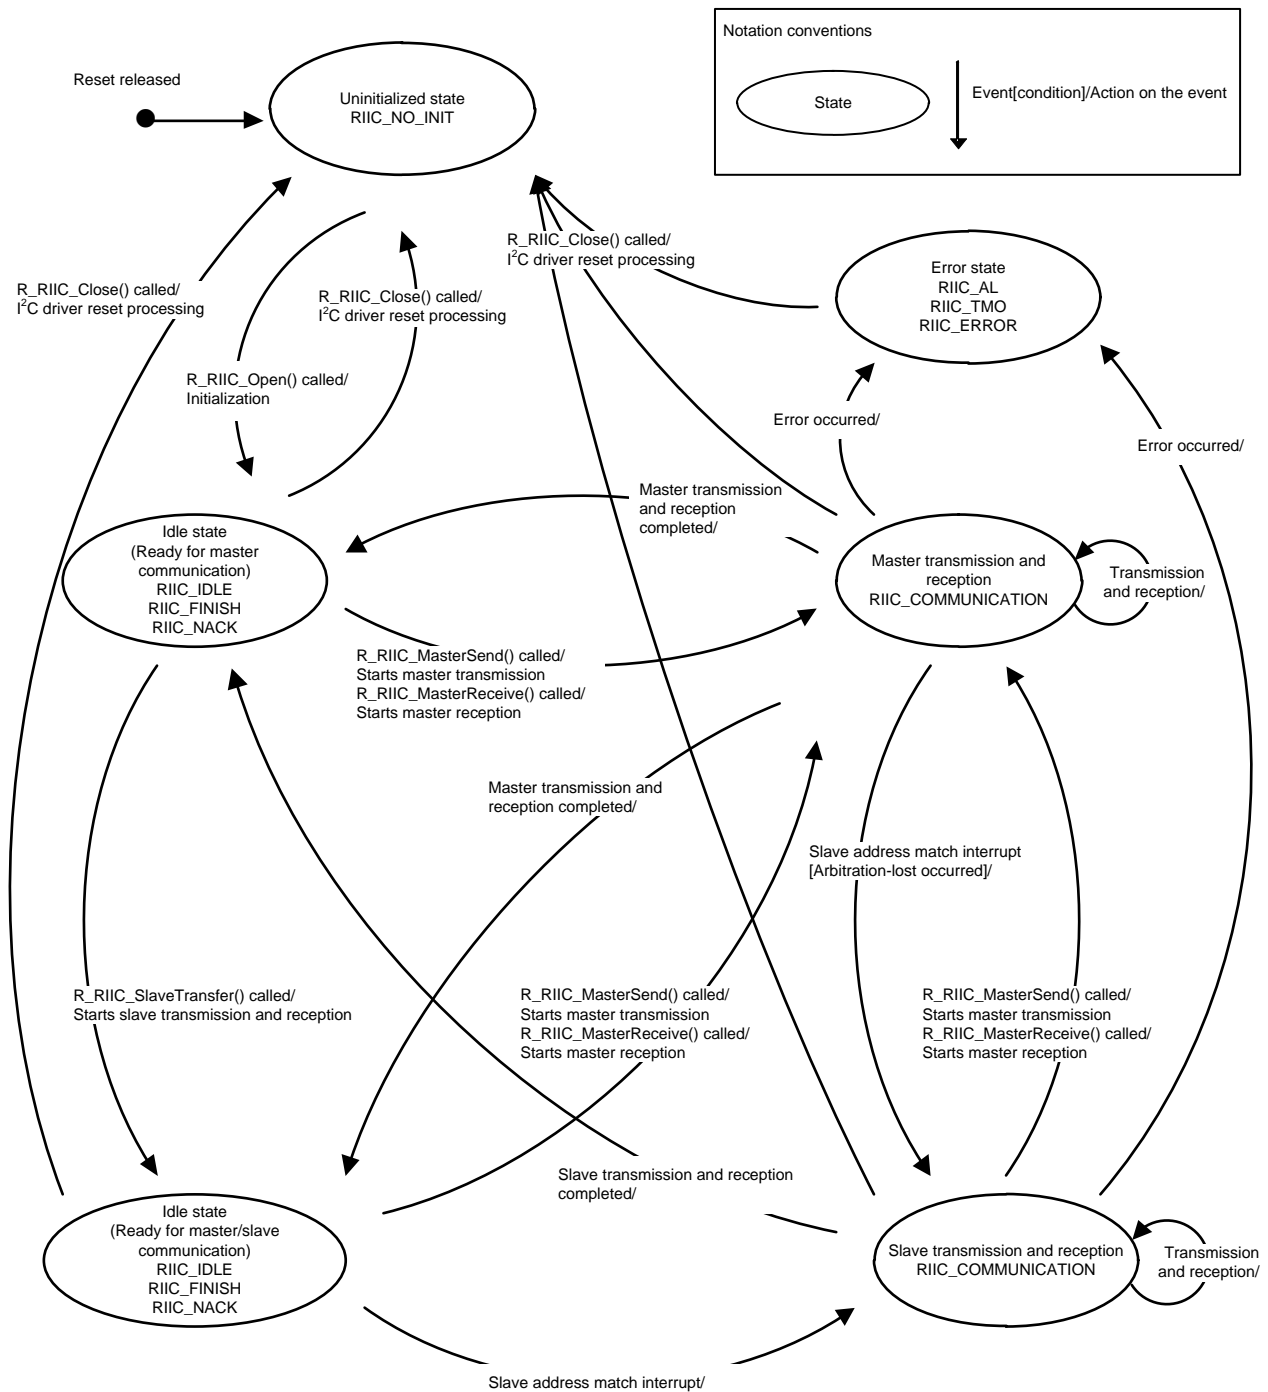 Notation conventions
State
Event[condition]/Action on the event
Reset released
Uninitialized state
RIIC_NO_INIT
R_RIIC_Close() called/
I²C driver reset processing
R_RIIC_Close() called/
I²C driver reset processing
R_RIIC_Close() called/
I²C driver reset processing
Error state
RIIC_AL
RIIC_TMO
RIIC_ERROR
R_RIIC_Open() called/
Initialization
Error occurred/
Error occurred/
Master transmission
and reception
completed/
Idle state
(Ready for master
communication)
RIIC_IDLE
RIIC_FINISH
RIIC_NACK
Master transmission and
reception
RIIC_COMMUNICATION
Transmission
and reception/
R_RIIC_MasterSend() called/
Starts master transmission
R_RIIC_MasterReceive() called/
Starts master reception
Master transmission and
reception completed/
Slave address match interrupt
[Arbitration-lost occurred]/
R_RIIC_SlaveTransfer() called/
Starts slave transmission and reception
R_RIIC_MasterSend() called/
Starts master transmission
R_RIIC_MasterReceive() called/
Starts master reception
R_RIIC_MasterSend() called/
Starts master transmission
R_RIIC_MasterReceive() called/
Starts master reception
Slave transmission and reception
completed/
Idle state
(Ready for master/slave
communication)
RIIC_IDLE
RIIC_FINISH
RIIC_NACK
Slave transmission and reception
RIIC_COMMUNICATION
Transmission
and reception/
Slave address match interrupt/